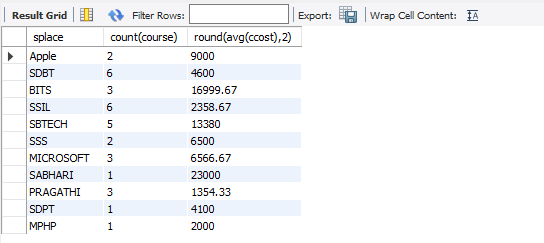 Result Grid Filter Rows: Export: Wrap Cell Content: IA
splace count(course) round(avg(ccost),2)
Apple 2 9000
SDBT 6 4600
BITS 3 16999.67
SSIL 6 2358.67
SBTECH 5 13380
SSS 2 6500
MICROSOFT 3 6566.67
SABHARI 1 23000
PRAGATHI 3 1354.33
SDPT 1 4100
MPHP 1 2000